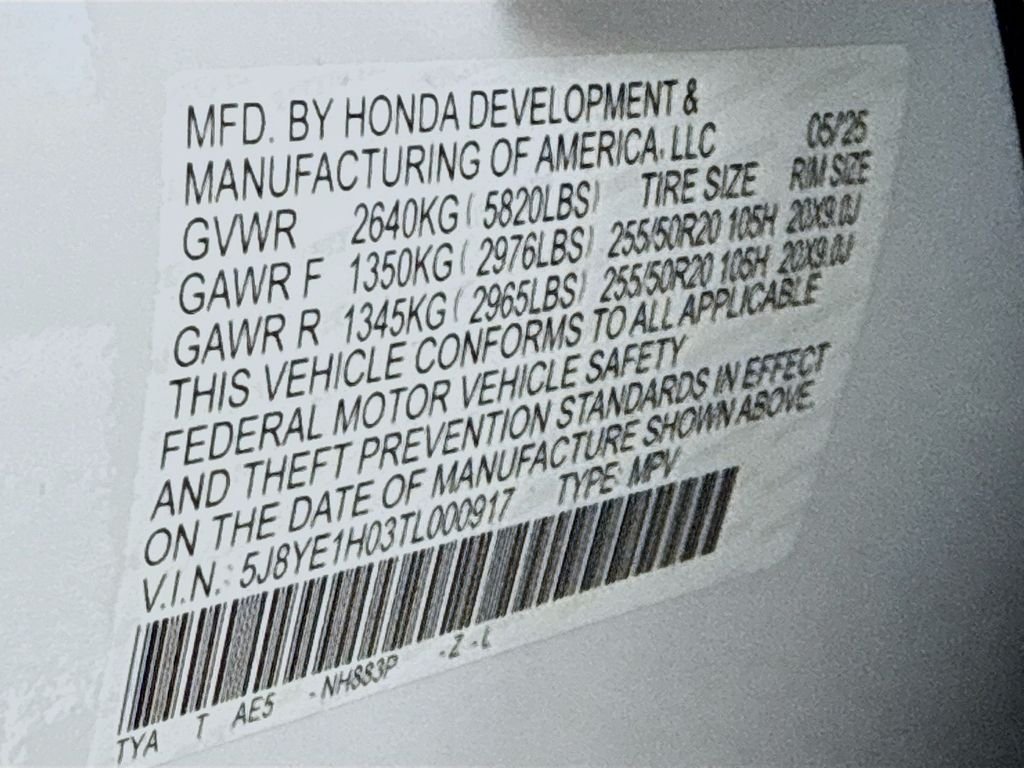 MFD. BY HONDA DEVELOPMENT &
MANUFACTURING OF AMERICA, LLC 05/25
GVWR 2640KG ( 5820LBS) TIRE SIZE RIM SIZE
GAWR F 1350KG ( 2976LBS) 255/50R20 105H 20X9.0J
GAWR R 1345KG ( 2965LBS) 255/50R20 105H 20X9.0J
THIS VEHICLE CONFORMS TO ALL APPLICABLE
FEDERAL MOTOR VEHICLE SAFETY
AND THEFT PREVENTION STANDARDS IN EFFECT
ON THE DATE OF MANUFACTURE SHOWN ABOVE.
V.I.N.: 5J8YE1H03TL000917 TYPE: MPV
TYA T AE5 -NH883P -Z -L